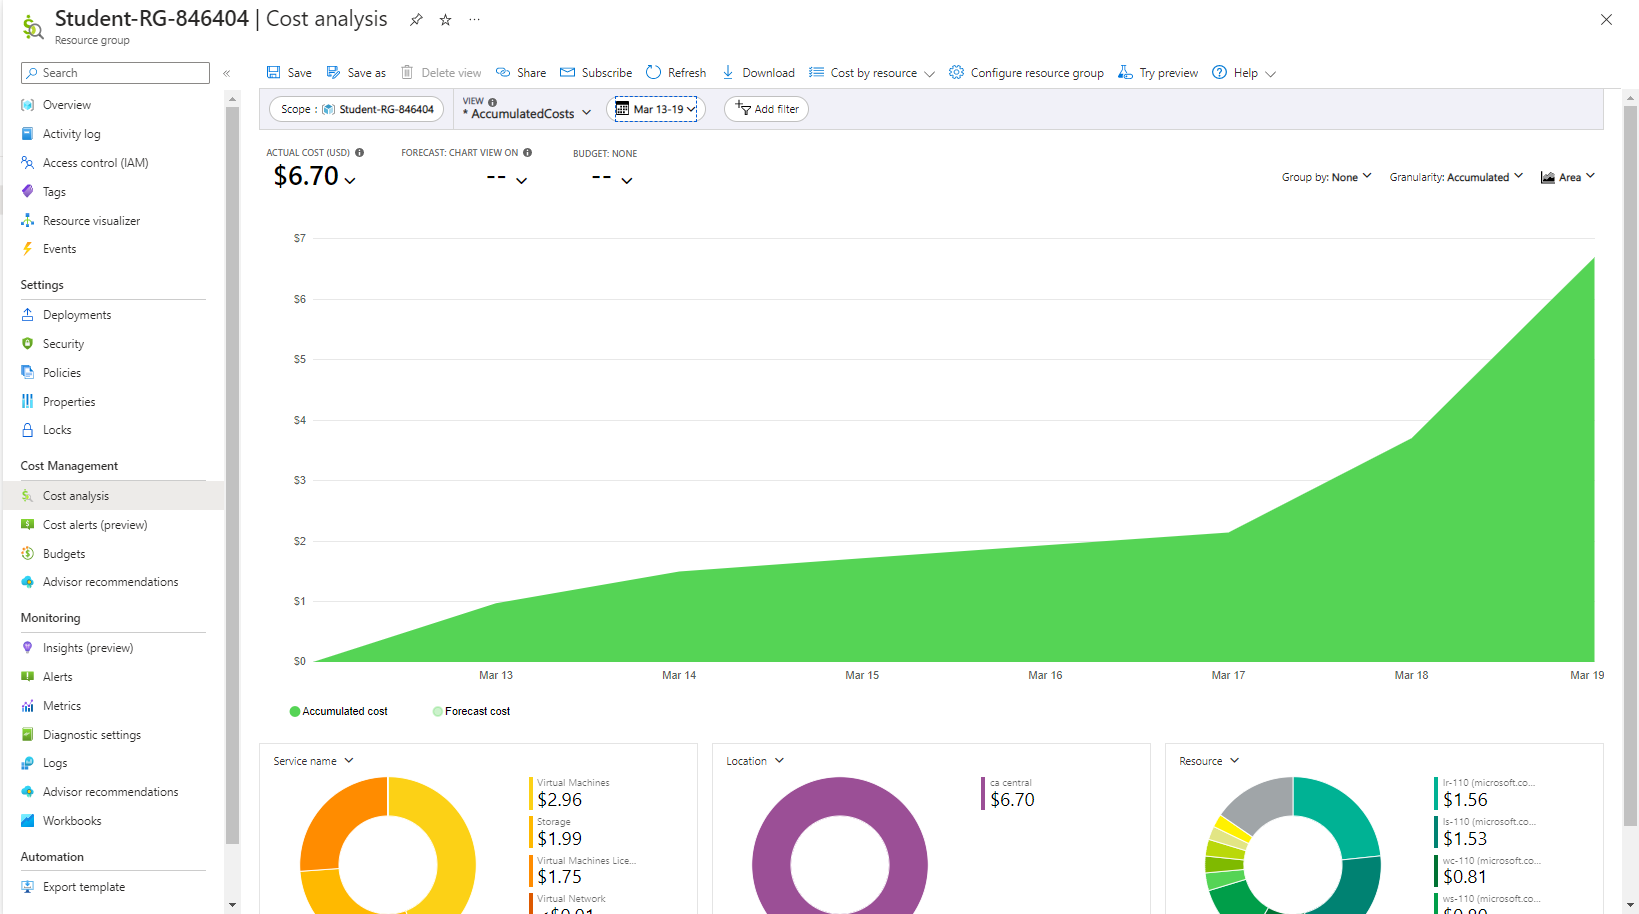 Student-RG-846404 | Cost analysis
Resource group
Search
Overview
Activity log
Access control (IAM)
Tags
Resource visualizer
Events
Settings
Deployments
Security
Policies
Properties
Locks
Cost Management
Cost analysis
Cost alerts (preview)
Budgets
Advisor recommendations
Monitoring
Insights (preview)
Alerts
Metrics
Diagnostic settings
Logs
Advisor recommendations
Workbooks
Automation
Export template
Save Save as Delete view Share Subscribe Refresh Download Cost by resource Configure resource group Try preview Help
Scope : Student-RG-846404
VIEW
* AccumulatedCosts
Mar 13-19
Add filter
ACTUAL COST (USD)
$6.70
FORECAST: CHART VIEW ON
--
BUDGET: NONE
--
Group by: None Granularity: Accumulated Area
$7
$6
$5
$4
$3
$2
$1
$0
Mar 13 Mar 14 Mar 15 Mar 16 Mar 17 Mar 18 Mar 19
Accumulated cost Forecast cost
Service name
Virtual Machines
$2.96
Storage
$1.99
Virtual Machines Lice...
$1.75
Virtual Network
<$0.01
Location
ca central
$6.70
Resource
lr-110 (microsoft.co...
$1.56
ls-110 (microsoft.co...
$1.53
wc-110 (microsoft.co...
$0.81
ws-110 (microsoft.co...
$0.80